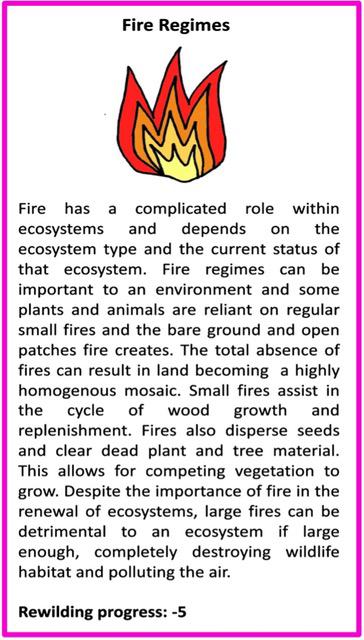 Fire Regimes
Fire has a complicated role within
ecosystems and depends on the
ecosystem type and the current status of
that ecosystem. Fire regimes can be
important to an environment and some
plants and animals are reliant on regular
small fires and the bare ground and open
patches fire creates. The total absence of
fires can result in land becoming a highly
homogenous mosaic. Small fires assist in
the cycle of wood growth and
replenishment. Fires also disperse seeds
and clear dead plant and tree material.
This allows for competing vegetation to
grow. Despite the importance of fire in the
renewal of ecosystems, large fires can be
detrimental to an ecosystem if large
enough, completely destroying wildlife
habitat and polluting the air.
Rewilding progress: -5